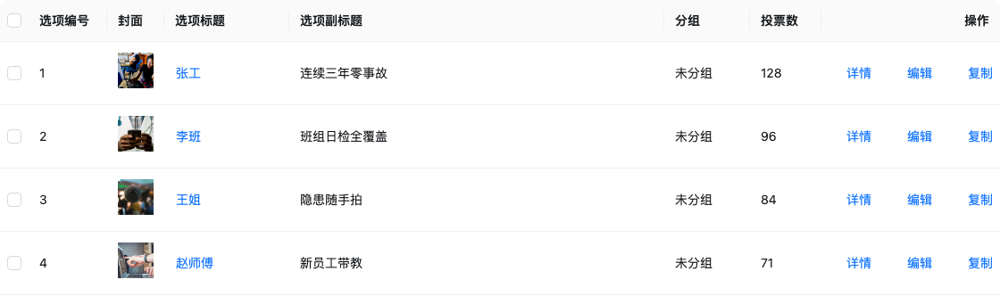 选项编号 封面 选项标题 选项副标题 分组 投票数 操作
1 张工 连续三年零事故 未分组 128 详情 编辑 复制
2 李班 班组日检全覆盖 未分组 96 详情 编辑 复制
3 王姐 隐患随手拍 未分组 84 详情 编辑 复制
4 赵师傅 新员工带教 未分组 71 详情 编辑 复制